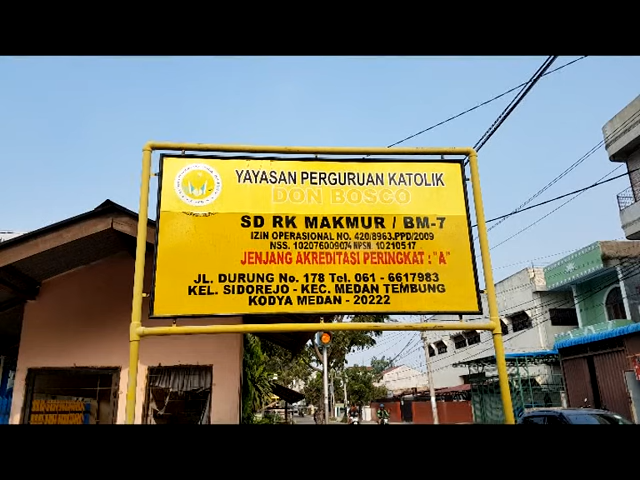 YAYASAN PERGURUAN KATOLIK
DON BOSCO
SD RK MAKMUR / BM-7
IZIN OPERASIONAL NO. 420/8963.PPD/2009
NSS. 102076009074 NPSN. 10210517
JENJANG AKREDITASI PERINGKAT : "A"
JL. DURUNG No. 178 Tel. 061 - 6617983
KEL. SIDOREJO - KEC. MEDAN TEMBUNG
KODYA MEDAN - 20222